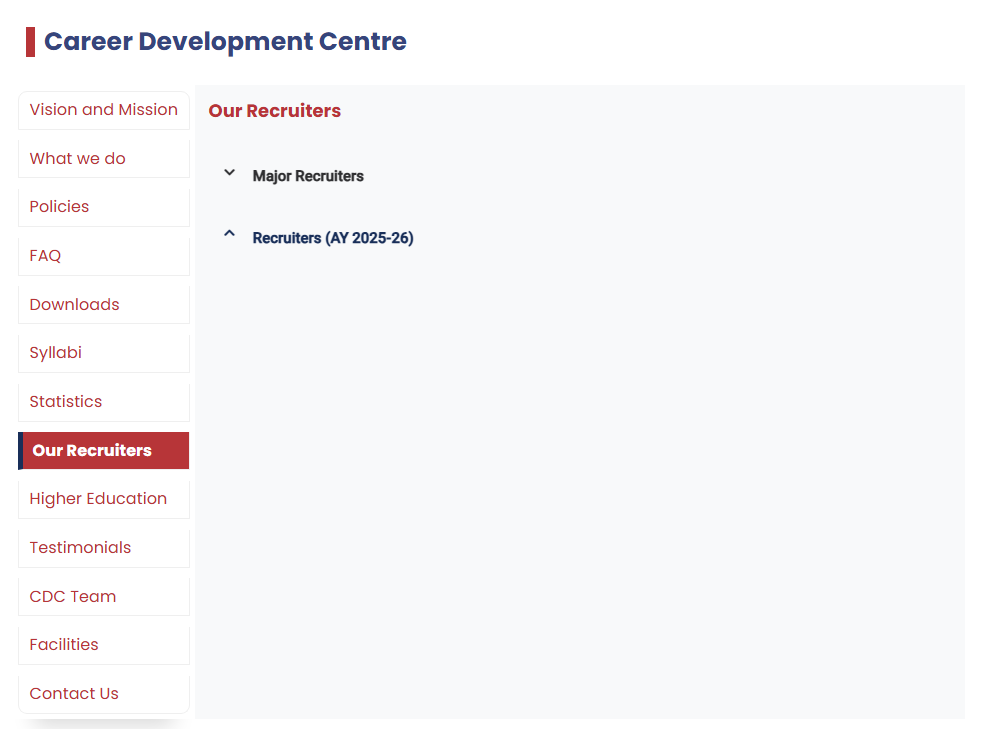 Career Development Centre
Vision and Mission
What we do
Policies
FAQ
Downloads
Syllabi
Statistics
Our Recruiters
Higher Education
Testimonials
CDC Team
Facilities
Contact Us
Our Recruiters
Major Recruiters
Recruiters (AY 2025-26)